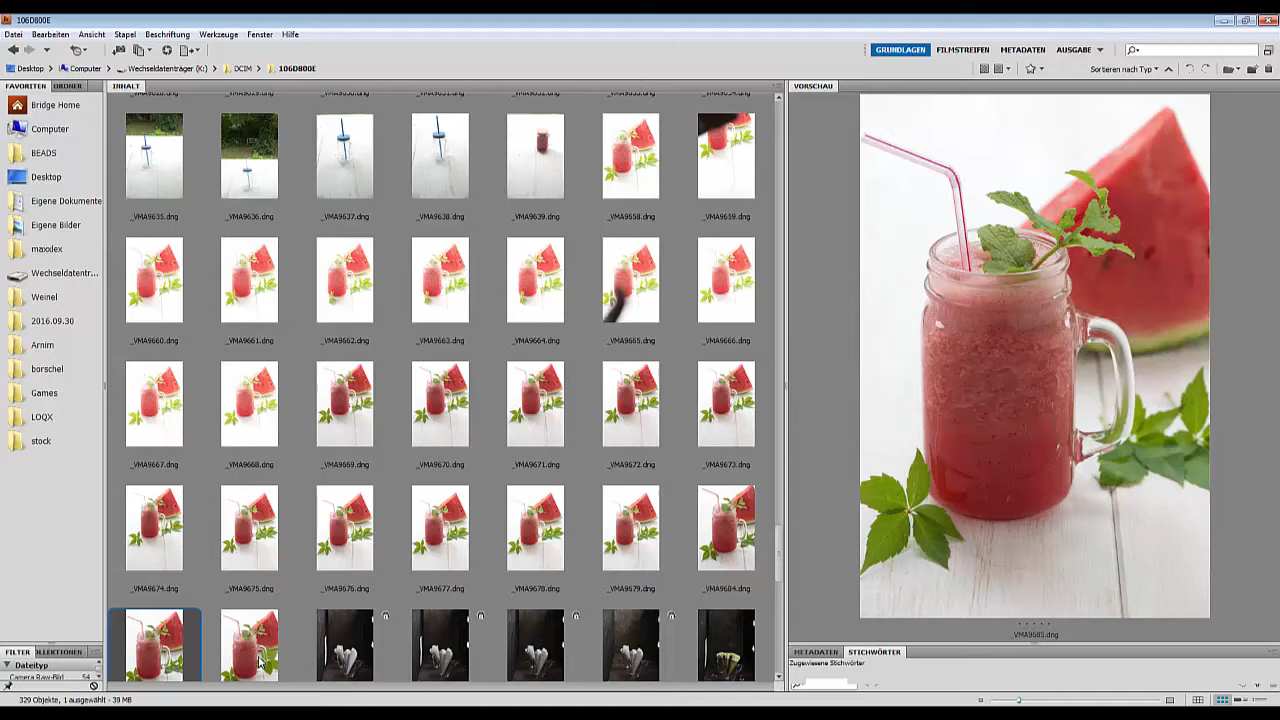 106D800E
Datei Bearbeiten Ansicht Stapel Beschriftung Werkzeuge Fenster Hilfe
GRUNDLAGEN FILMSTREIFEN METADATEN AUSGABE
Desktop Computer Wechseldatenträger (K:) DCIM 106D800E
Sortieren nach Typ
FAVORITEN ORDNER
INHALT
VORSCHAU
Bridge Home
Computer
BEADS
Desktop
Eigene Dokumente
Eigene Bilder
maxxdex
Wechseldatentr...
Weinel
2016.09.30
Arnim
borschel
Games
LOQX
stock
_VMA9635.dng _VMA9636.dng _VMA9637.dng _VMA9638.dng _VMA9639.dng _VMA9658.dng _VMA9659.dng
_VMA9660.dng _VMA9661.dng _VMA9662.dng _VMA9663.dng _VMA9664.dng _VMA9665.dng _VMA9666.dng
_VMA9667.dng _VMA9668.dng _VMA9669.dng _VMA9670.dng _VMA9671.dng _VMA9672.dng _VMA9673.dng
_VMA9674.dng _VMA9675.dng _VMA9676.dng _VMA9677.dng _VMA9678.dng _VMA9679.dng _VMA9684.dng
_VMA9685.dng
FILTER OLLEKTIONEN
Dateityp
Camera Raw-Bild 54
METADATEN STICHWÖRTER
Zugewiesene Stichwörter
329 Objekte, 1 ausgewählt - 39 MB